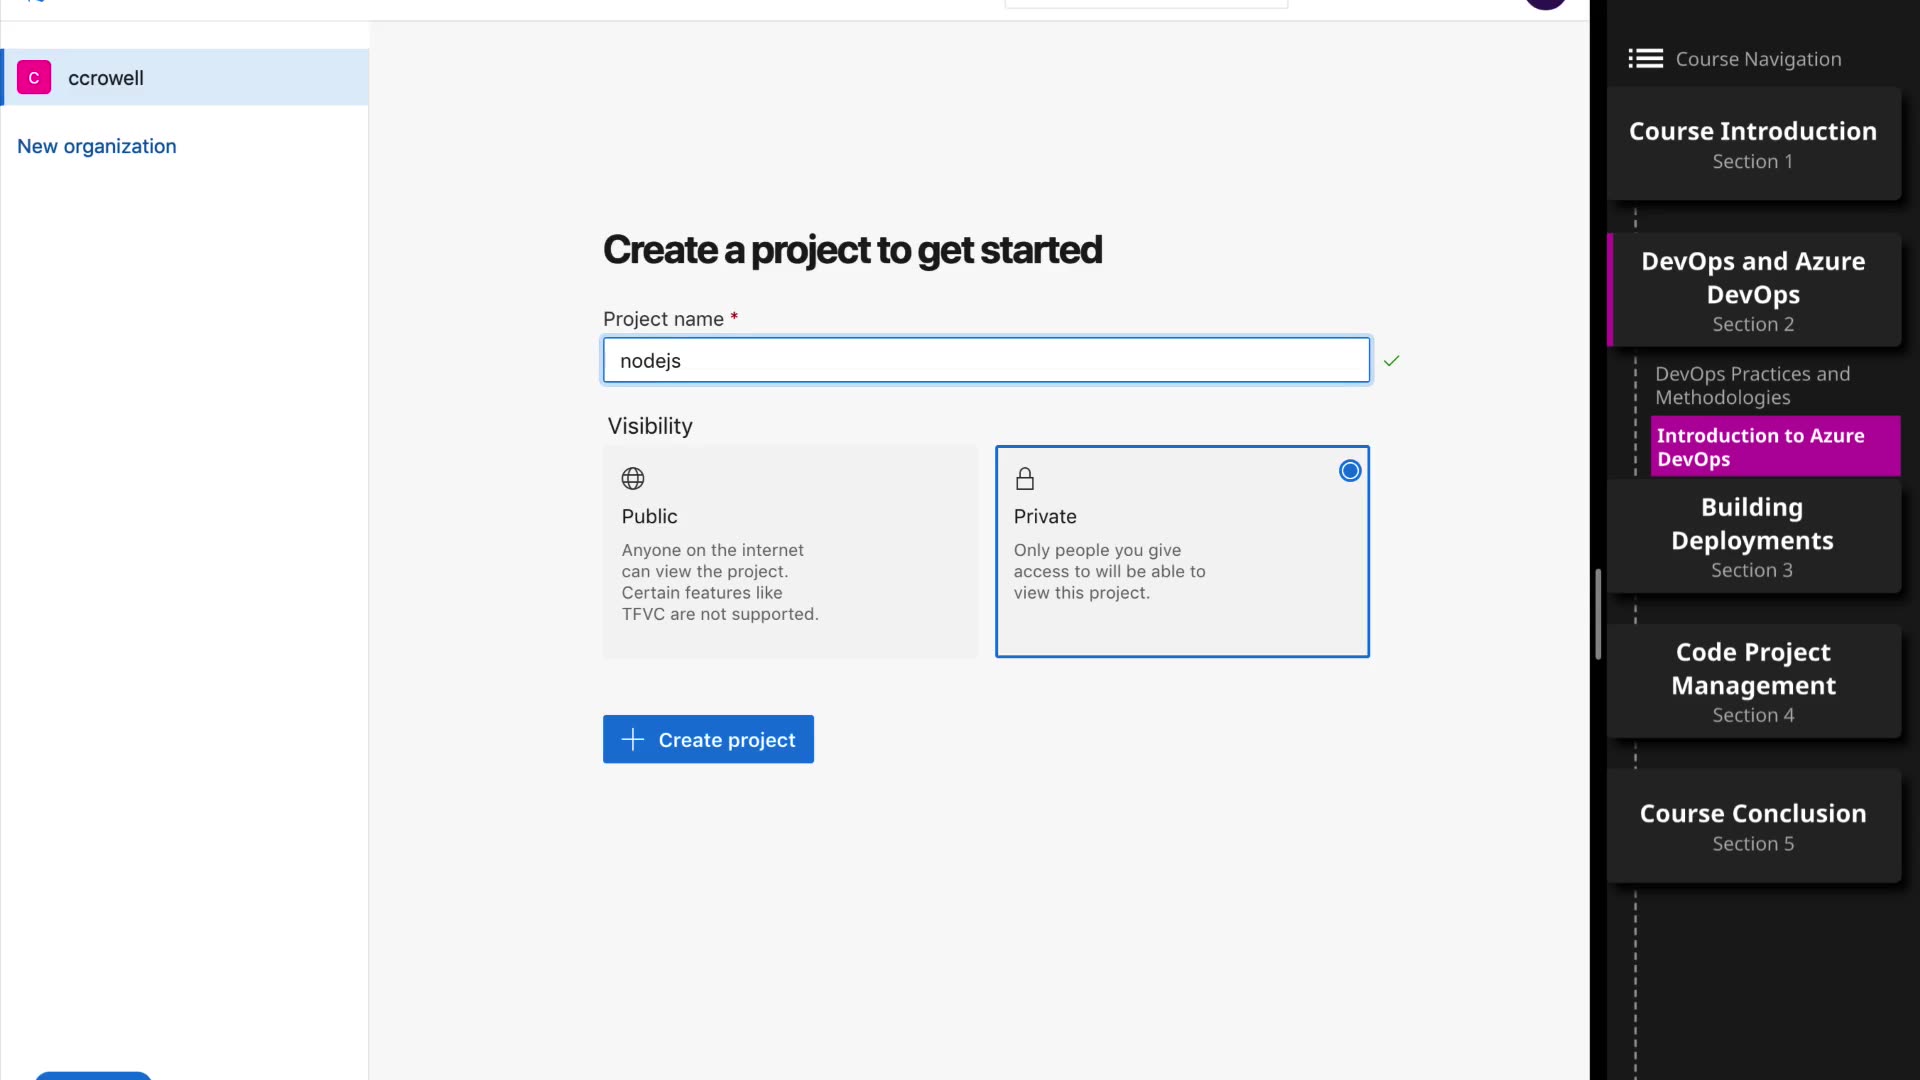 C
ccrowell
New organization
Create a project to get started
Project name *
nodejs
Visibility
Public
Anyone on the internet
can view the project.
Certain features like
TFVC are not supported.
Private
Only people you give
access to will be able to
view this project.
Create project
Course Navigation
Course Introduction
Section 1
DevOps and Azure
DevOps
Section 2
DevOps Practices and
Methodologies
Introduction to Azure
DevOps
Building
Deployments
Section 3
Code Project
Management
Section 4
Course Conclusion
Section 5